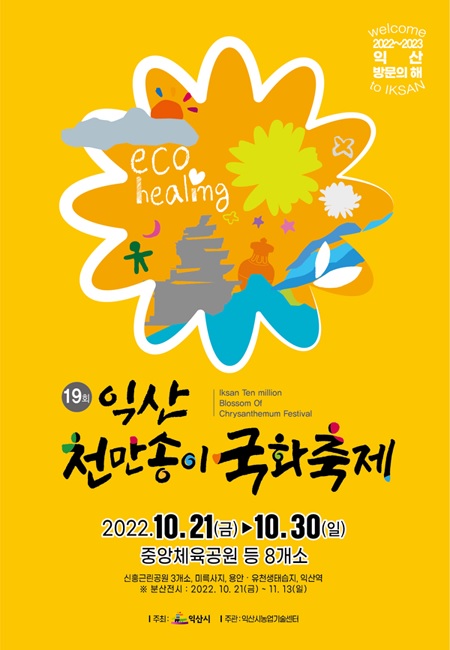 welcome
2022~2023
익 산
방문의 해
to IKSAN
eco
healing
19회
익산
Iksan Ten million
Blossom Of
Chrysanthemum Festival
천만송이 국화축제
2022.10.21(금)▶10.30(일)
중앙체육공원 등 8개소
신흥근린공원 3개소, 미륵사지, 용안·유천생태습지, 익산역
※ 분산전시 : 2022. 10. 21(금) ~ 11. 13(일)
주최: 익산시 주관: 익산시농업기술센터